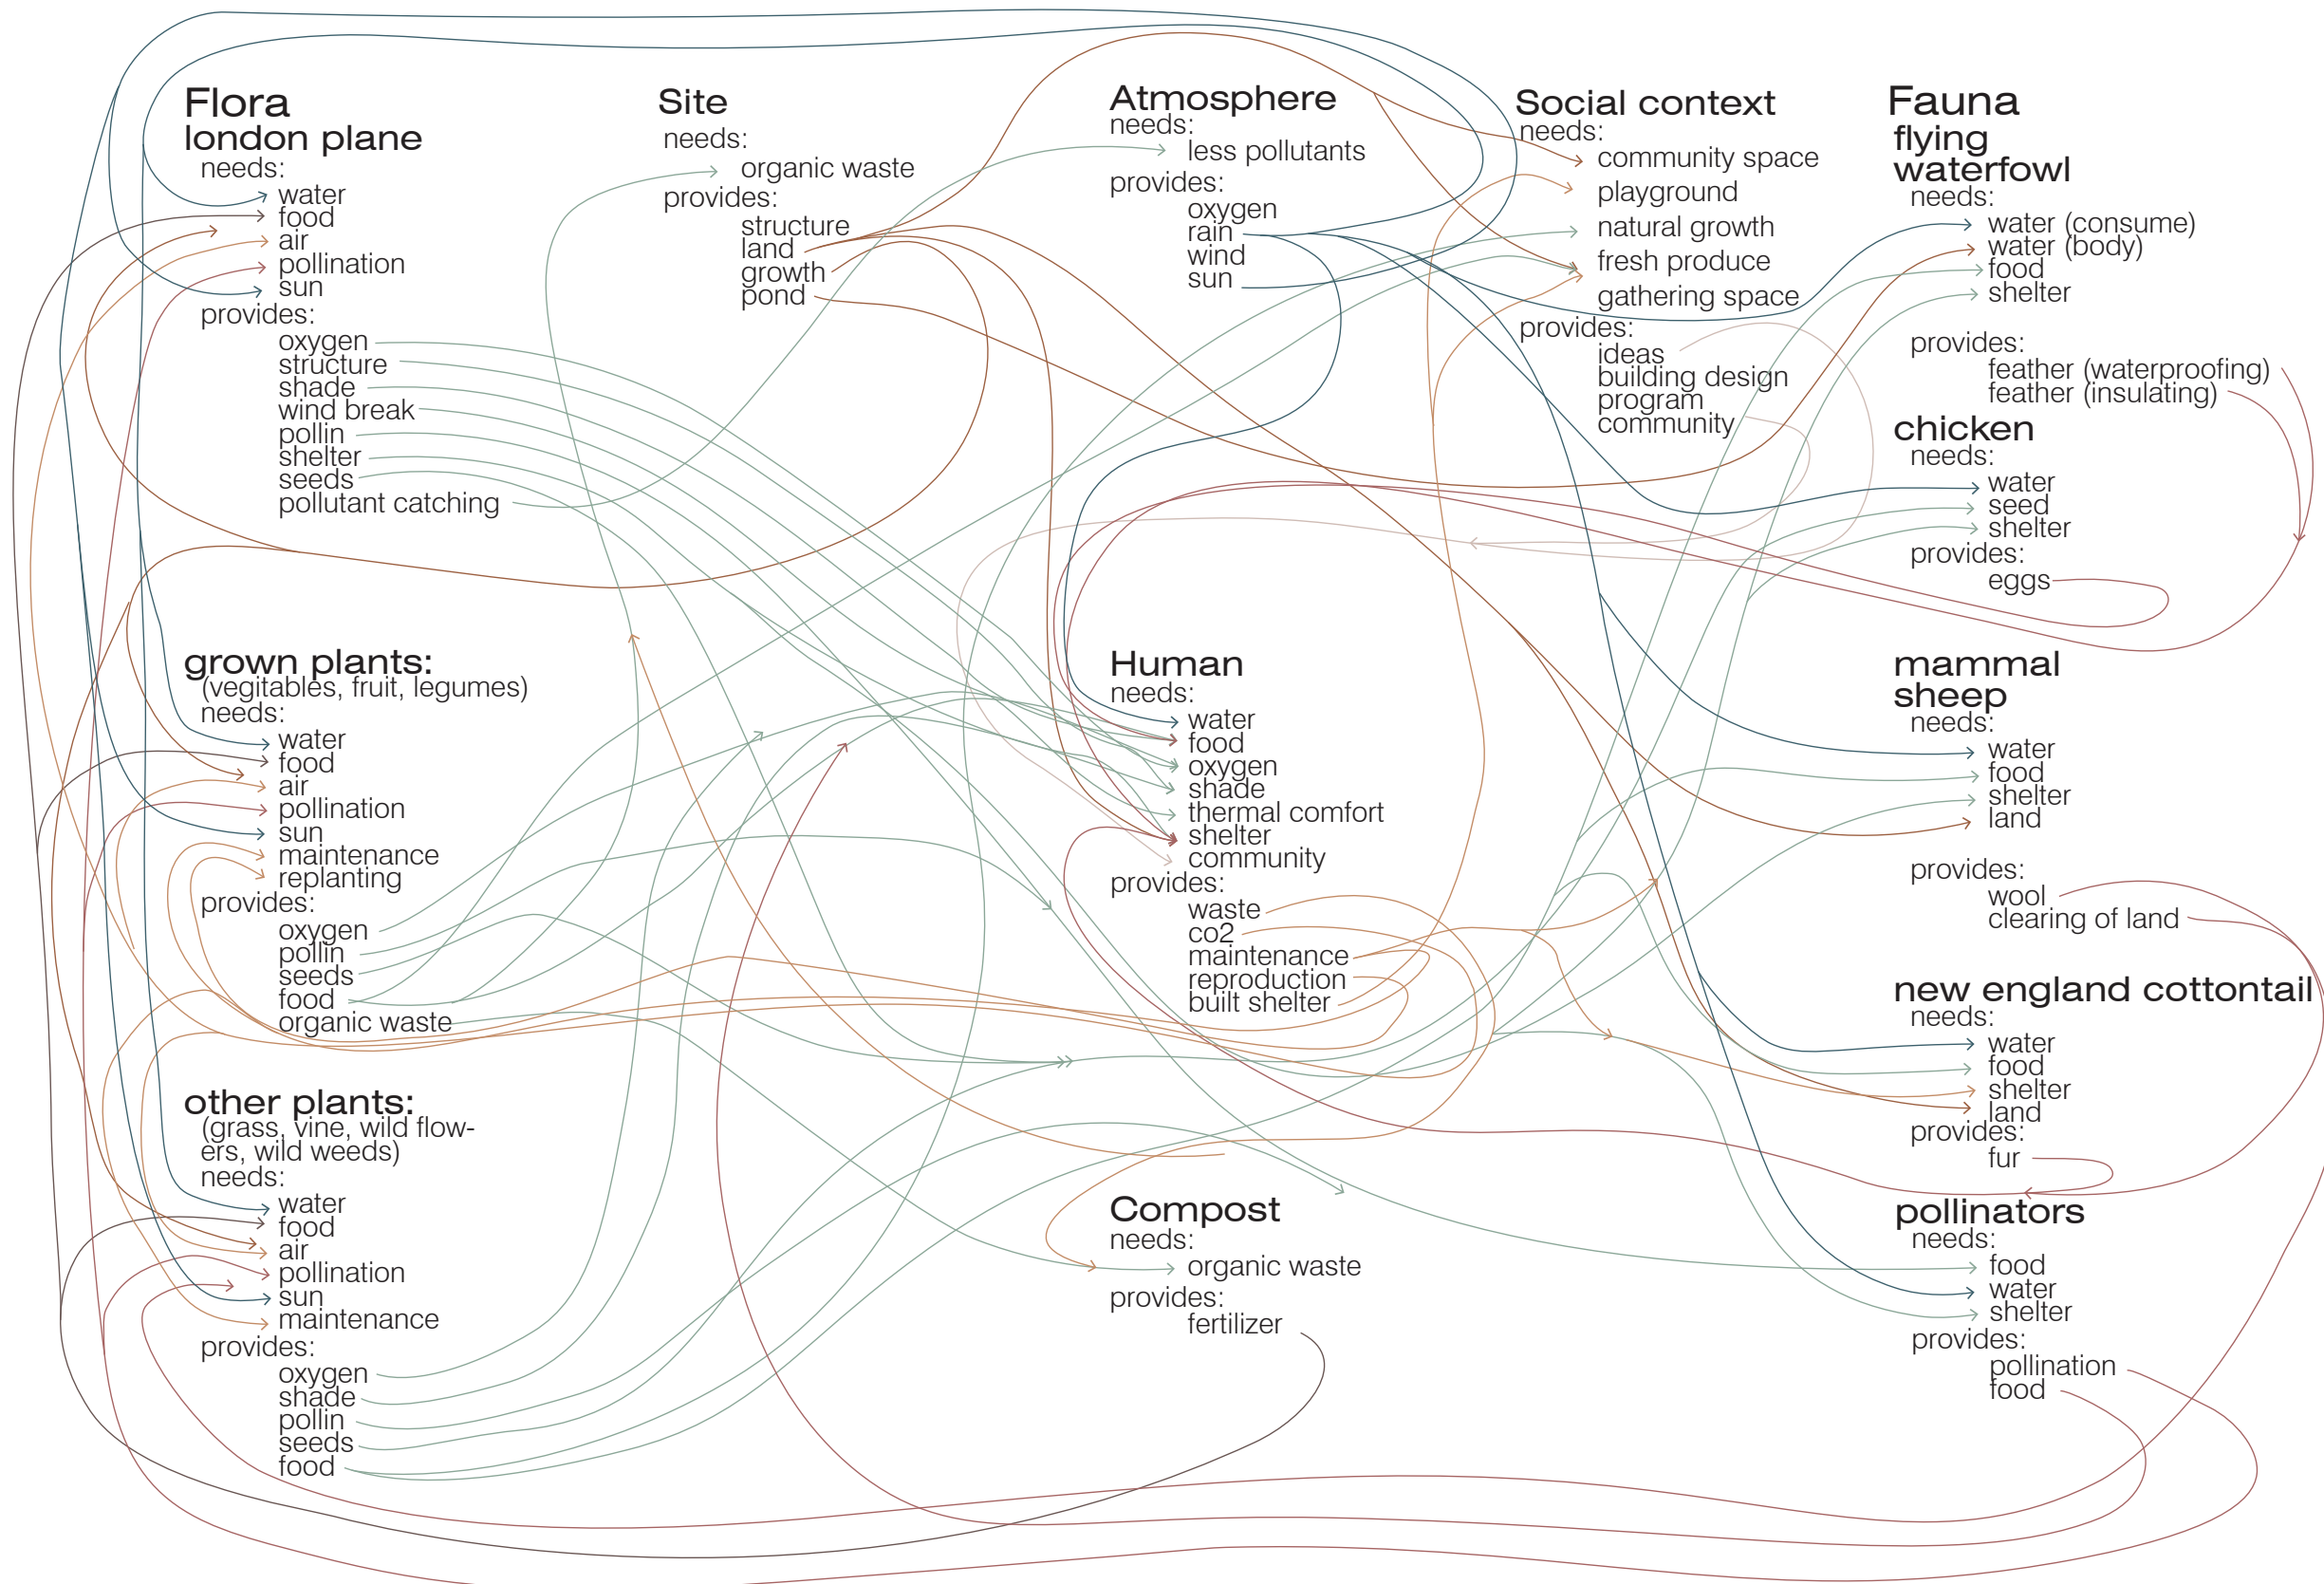 Flora
london plane
needs:
water
food
air
pollination
sun
provides:
oxygen
structure
shade
wind break
pollin
shelter
seeds
pollutant catching
grown plants:
(vegitables, fruit, legumes)
needs:
water
food
air
pollination
sun
maintenance
replanting
provides:
oxygen
pollin
seeds
food
organic waste
other plants:
(grass, vine, wild flow-
ers, wild weeds)
needs:
water
food
air
pollination
sun
maintenance
provides:
oxygen
shade
pollin
seeds
food
Site
needs:
organic waste
provides:
structure
land
growth
pond
Atmosphere
needs:
less pollutants
provides:
oxygen
rain
wind
sun
Human
needs:
water
food
oxygen
shade
thermal comfort
shelter
community
provides:
waste
co2
maintenance
reproduction
built shelter
Compost
needs:
organic waste
provides:
fertilizer
Social context
needs:
community space
playground
natural growth
fresh produce
gathering space
provides:
ideas
building design
program
community
Fauna
flying
waterfowl
needs:
water (consume)
water (body)
food
shelter
provides:
feather (waterproofing)
feather (insulating)
chicken
needs:
water
seed
shelter
provides:
eggs
mammal
sheep
needs:
water
food
shelter
land
provides:
wool
clearing of land
new england cottontail
needs:
water
food
shelter
land
provides:
fur
pollinators
needs:
food
water
shelter
provides:
pollination
food